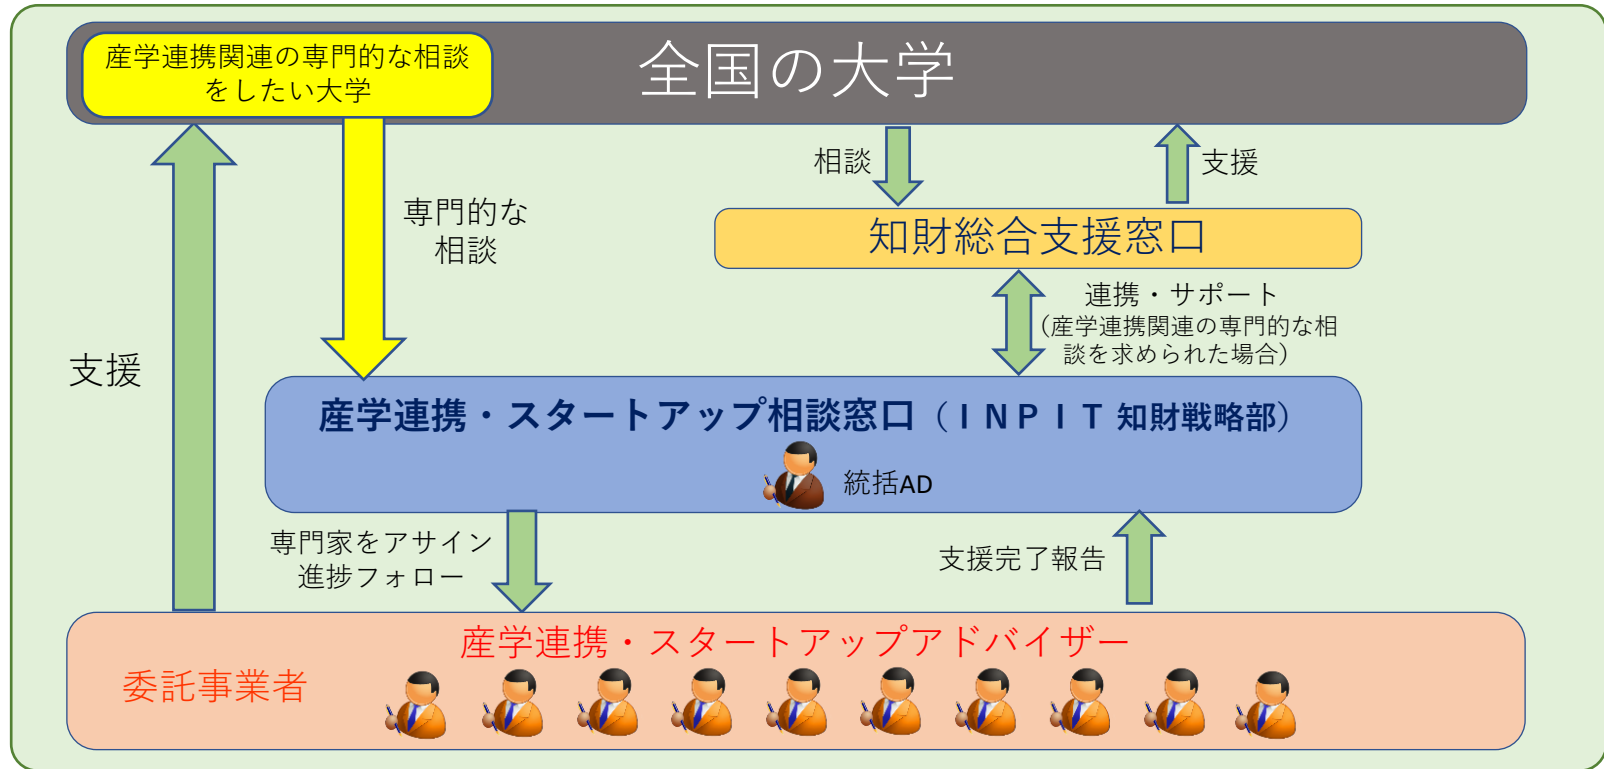 産学連携関連の専門的な相談
をしたい大学
全国の大学
相談
支援
専門的な
相談
知財総合支援窓口
連携・サポート
（産学連携関連の専門的な相
談を求められた場合）
支援
産学連携・スタートアップ相談窓口（ＩＮＰＩＴ 知財戦略部）
統括AD
専門家をアサイン
進捗フォロー
支援完了報告
産学連携・スタートアップアドバイザー
委託事業者